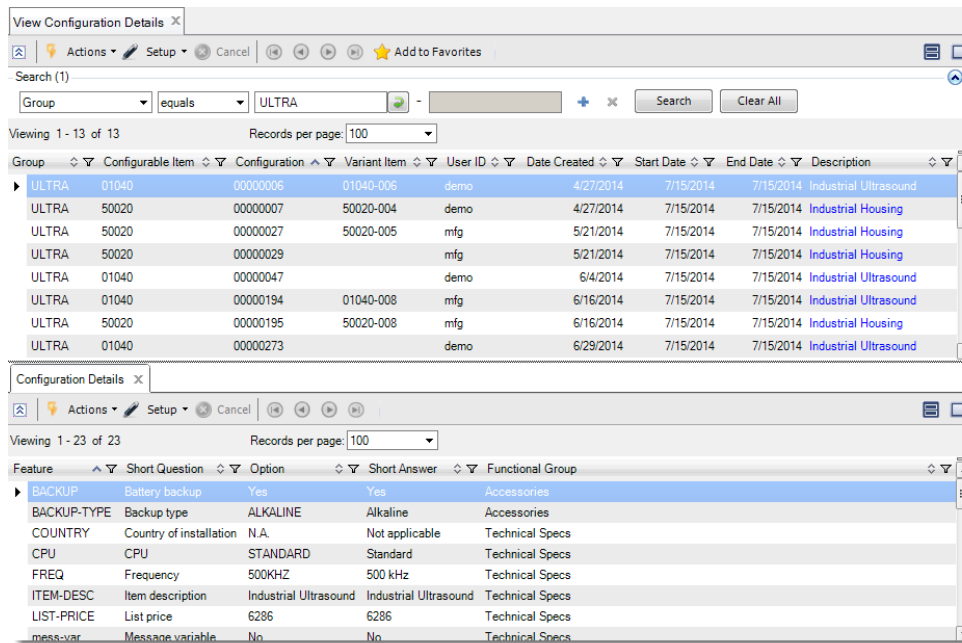 View Configuration Details
Actions Setup Cancel Add to Favorites
Search (1)
Group equals ULTRA - Search Clear All
Viewing 1 - 13 of 13 Records per page: 100
Group Configurable Item Configuration Variant Item User ID Date Created Start Date End Date Description
ULTRA 01040 00000006 01040-006 demo 4/27/2014 7/15/2014 7/15/2014 Industrial Ultrasound
ULTRA 50020 00000007 50020-004 demo 4/27/2014 7/15/2014 7/15/2014 Industrial Housing
ULTRA 50020 00000027 50020-005 mfg 5/21/2014 7/15/2014 7/15/2014 Industrial Housing
ULTRA 50020 00000029 mfg 5/21/2014 7/15/2014 7/15/2014 Industrial Housing
ULTRA 01040 00000047 demo 6/4/2014 7/15/2014 7/15/2014 Industrial Ultrasound
ULTRA 01040 00000194 01040-008 mfg 6/16/2014 7/15/2014 7/15/2014 Industrial Ultrasound
ULTRA 50020 00000195 50020-008 mfg 6/16/2014 7/15/2014 7/15/2014 Industrial Housing
ULTRA 01040 00000273 demo 6/29/2014 7/15/2014 7/15/2014 Industrial Ultrasound
Configuration Details
Actions Setup Cancel
Viewing 1 - 23 of 23 Records per page: 100
Feature Short Question Option Short Answer Functional Group
BACKUP Battery backup Yes Yes Accessories
BACKUP-TYPE Backup type ALKALINE Alkaline Accessories
COUNTRY Country of installation N.A. Not applicable Technical Specs
CPU CPU STANDARD Standard Technical Specs
FREQ Frequency 500KHZ 500 kHz Technical Specs
ITEM-DESC Item description Industrial Ultrasound Industrial Ultrasound Technical Specs
LIST-PRICE List price 6286 6286 Technical Specs
mess-var Message variable No No Technical Specs